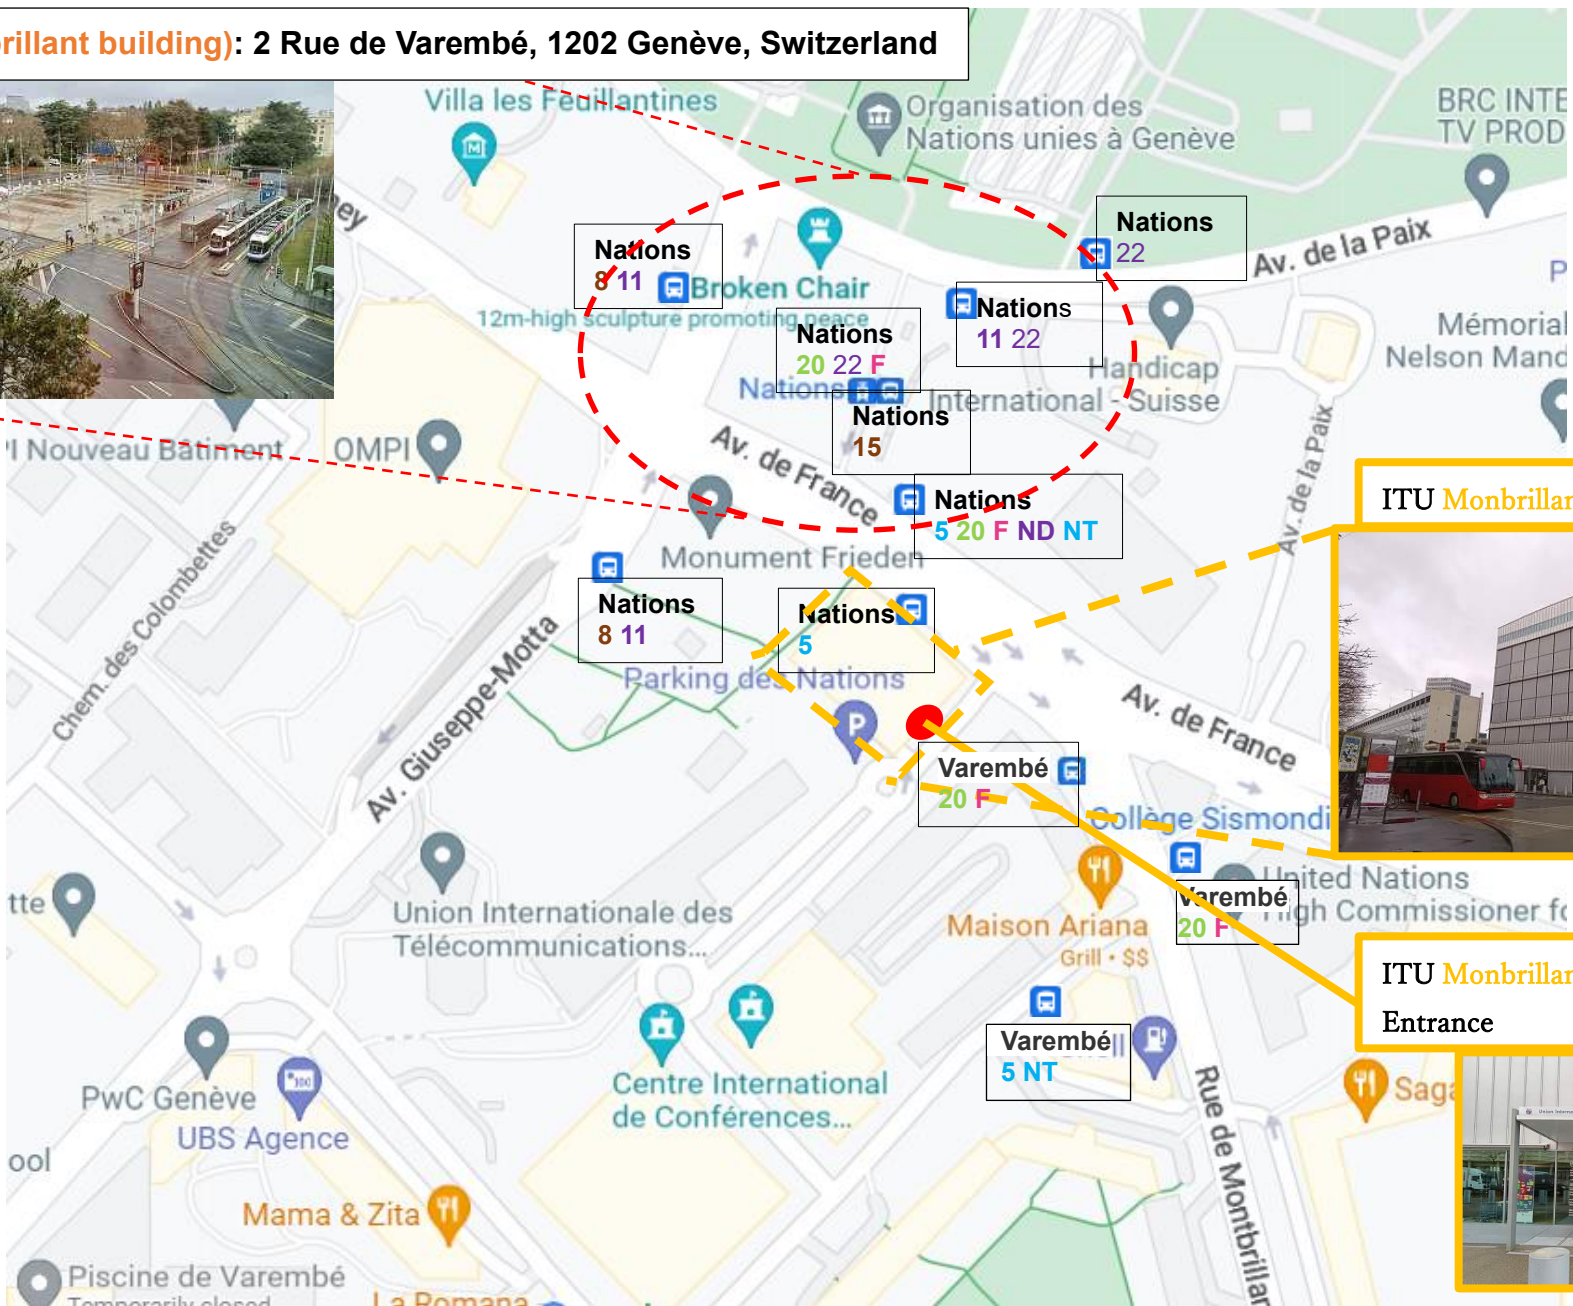 rillant building): 2 Rue de Varembé, 1202 Genève, Switzerland
Villa les Feuillantines
Organisation des
Nations unies à Genève
BRC INTE
TV PROD
ey
Nations
8 11
Broken Chair
12m-high sculpture promoting peace
Nations
22
Av. de la Paix
Nations
20 22 F
Nations
11 22
P
Mémorial
Nelson Mand
Handicap
International - Suisse
Nations
Nations
15
I Nouveau Bâtiment
OMPI
Av. de France
Av. de la Paix
Nations
5 20 F ND NT
ITU Monbrillan
Monument Frieden
Chem. des Colombettes
Nations
8 11
Nations
5
Parking des Nations
P
Av. Giuseppe-Motta
Av. de France
Varembé
20 F
Collège Sismondi
United Nations
High Commissioner fo
Varembé
20 F
tte
Union Internationale des
Télécommunications...
Maison Ariana
Grill • $$
ITU Monbrillan
Entrance
Varembé
5 NT
PwC Genève
UBS Agence
Centre International
de Conférences...
Rue de Montbrillan
Saga
ool
Mama & Zita
Piscine de Varembé
Temporarily closed
La Romana